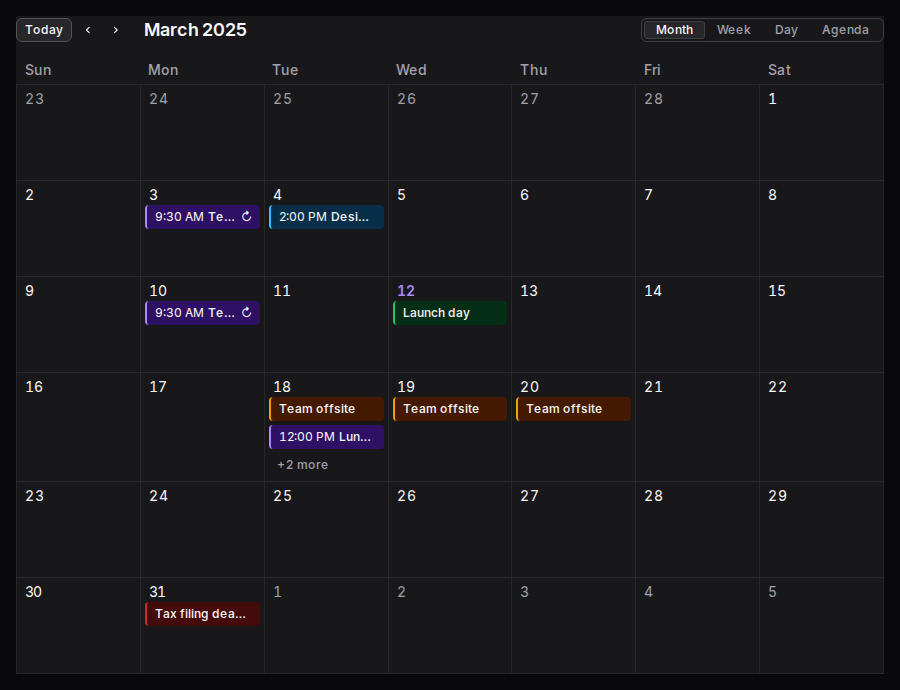 Today ‹ › March 2025 Month Week Day Agenda
Sun Mon Tue Wed Thu Fri Sat
23 24 25 26 27 28 1
2 3 4 5 6 7 8
9:30 AM Te... 2:00 PM Desi...
9 10 11 12 13 14 15
9:30 AM Te... Launch day
16 17 18 19 20 21 22
Team offsite Team offsite Team offsite
12:00 PM Lun...
+2 more
23 24 25 26 27 28 29
30 31 1 2 3 4 5
Tax filing dea...